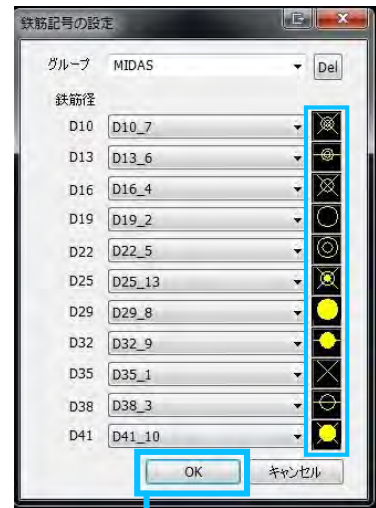 鉄筋記号の設定
グループ MIDAS Del
鉄筋径
D10 D10_7
D13 D13_6
D16 D16_4
D19 D19_2
D22 D22_5
D25 D25_13
D29 D29_8
D32 D32_9
D35 D35_1
D38 D38_3
D41 D41_10
OK キャンセル